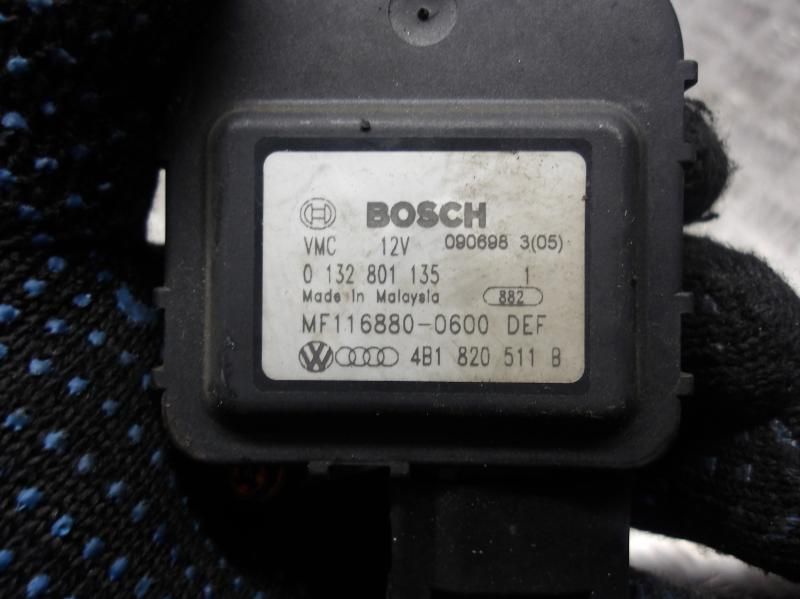 BOSCH
VMC 12V 090698 3(05)
0 132 801 135 1
Made in Malaysia 882
MF116880-0600 DEF
4B1 820 511 B